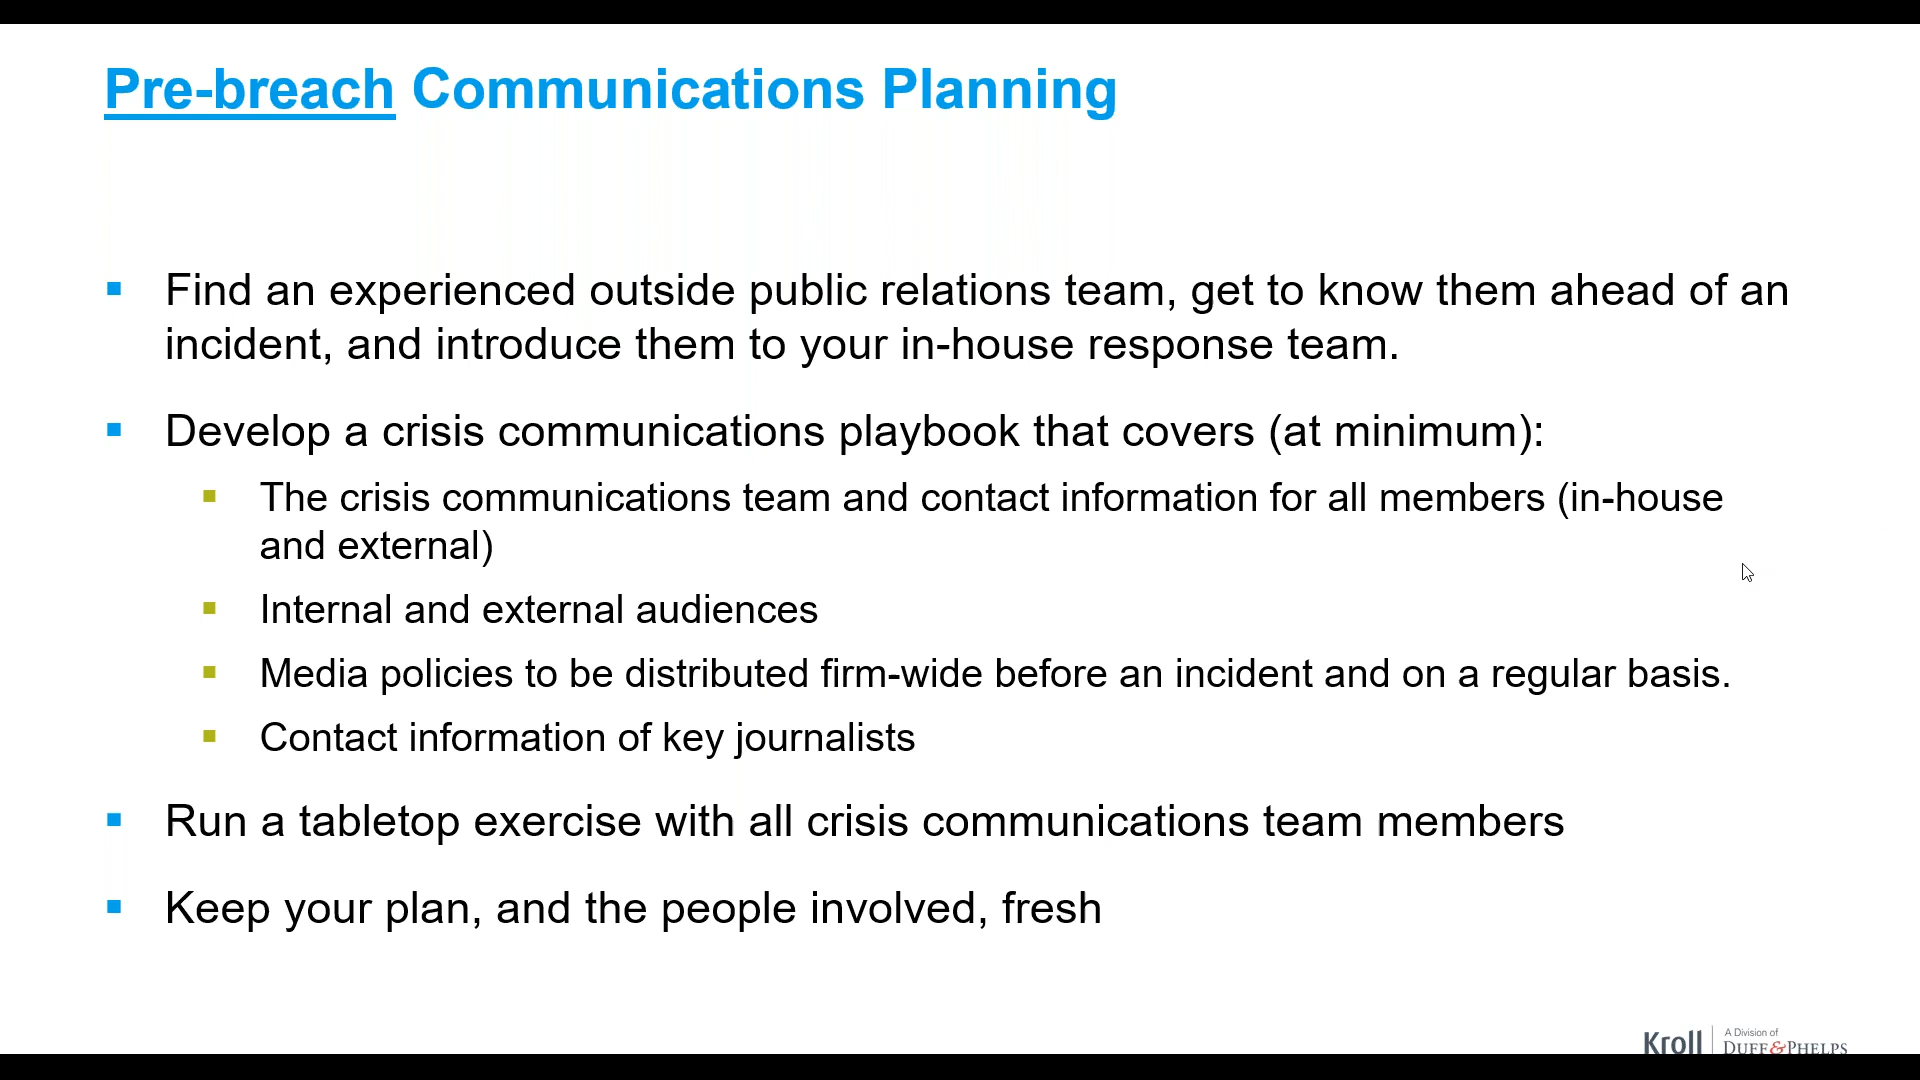 Pre-breach Communications Planning
Find an experienced outside public relations team, get to know them ahead of an
incident, and introduce them to your in-house response team.
Develop a crisis communications playbook that covers (at minimum):
The crisis communications team and contact information for all members (in-house
and external)
Internal and external audiences
Media policies to be distributed firm-wide before an incident and on a regular basis.
Contact information of key journalists
Run a tabletop exercise with all crisis communications team members
Keep your plan, and the people involved, fresh
Kroll
A Division of
DUFF&PHELPS